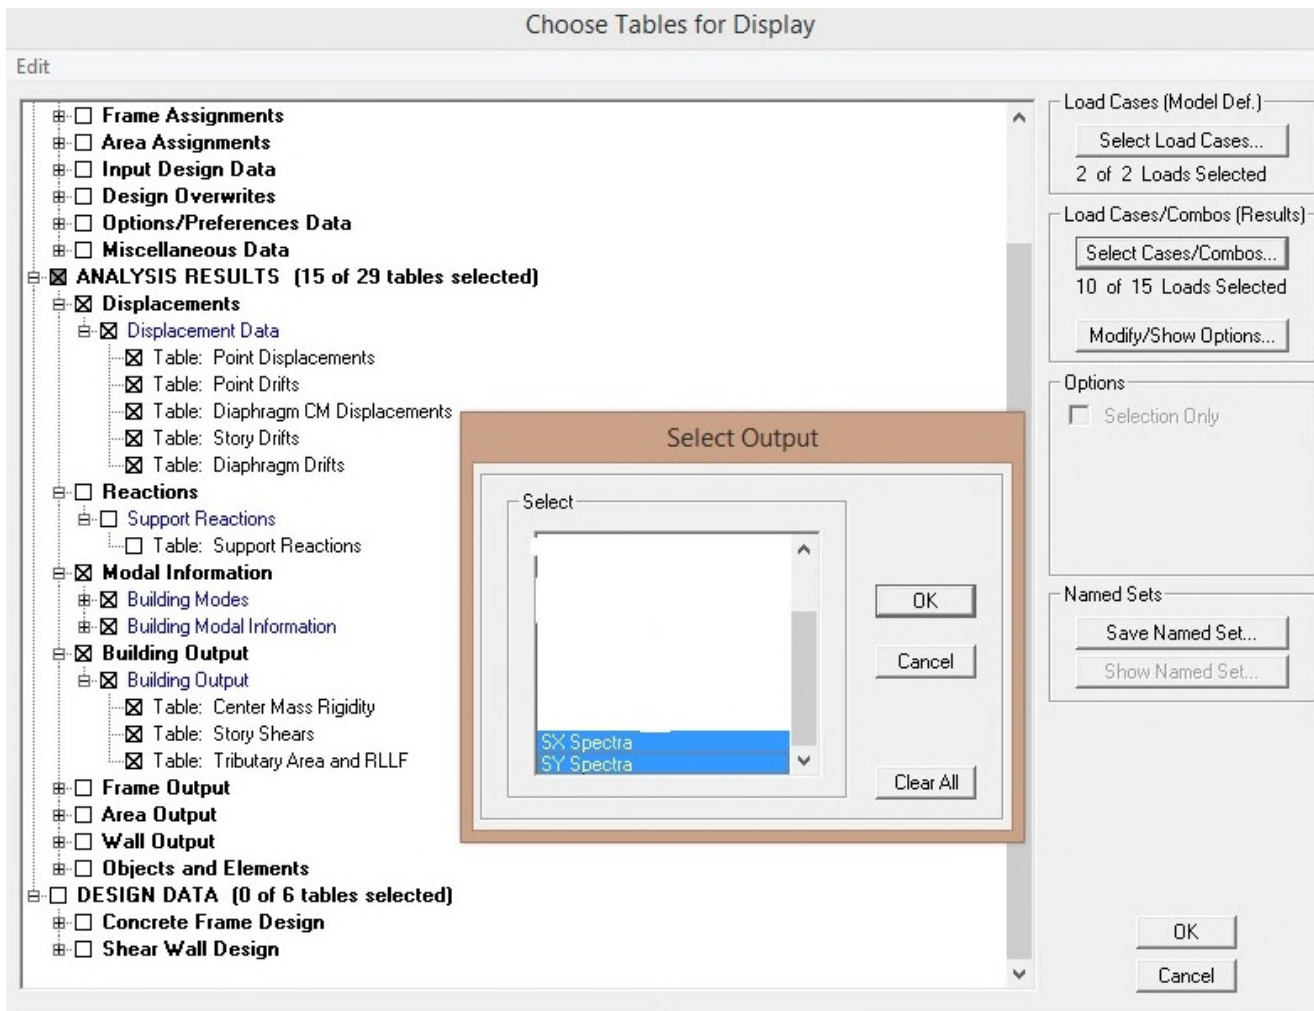 Choose Tables for Display
Edit
Frame Assignments
Area Assignments
Input Design Data
Design Overwrites
Options/Preferences Data
Miscellaneous Data
ANALYSIS RESULTS (15 of 29 tables selected)
Displacements
Displacement Data
Table: Point Displacements
Table: Point Drifts
Table: Diaphragm CM Displacements
Table: Story Drifts
Table: Diaphragm Drifts
Reactions
Support Reactions
Table: Support Reactions
Modal Information
Building Modes
Building Modal Information
Building Output
Building Output
Table: Center Mass Rigidity
Table: Story Shears
Table: Tributary Area and RLLF
Frame Output
Area Output
Wall Output
Objects and Elements
DESIGN DATA (0 of 6 tables selected)
Concrete Frame Design
Shear Wall Design
Select Output
Select
SX Spectra
SY Spectra
OK
Cancel
Clear All
Load Cases (Model Def.)
Select Load Cases...
2 of 2 Loads Selected
Load Cases/Combos (Results)
Select Cases/Combos...
10 of 15 Loads Selected
Modify/Show Options...
Options
Selection Only
Named Sets
Save Named Set...
Show Named Set...
OK
Cancel